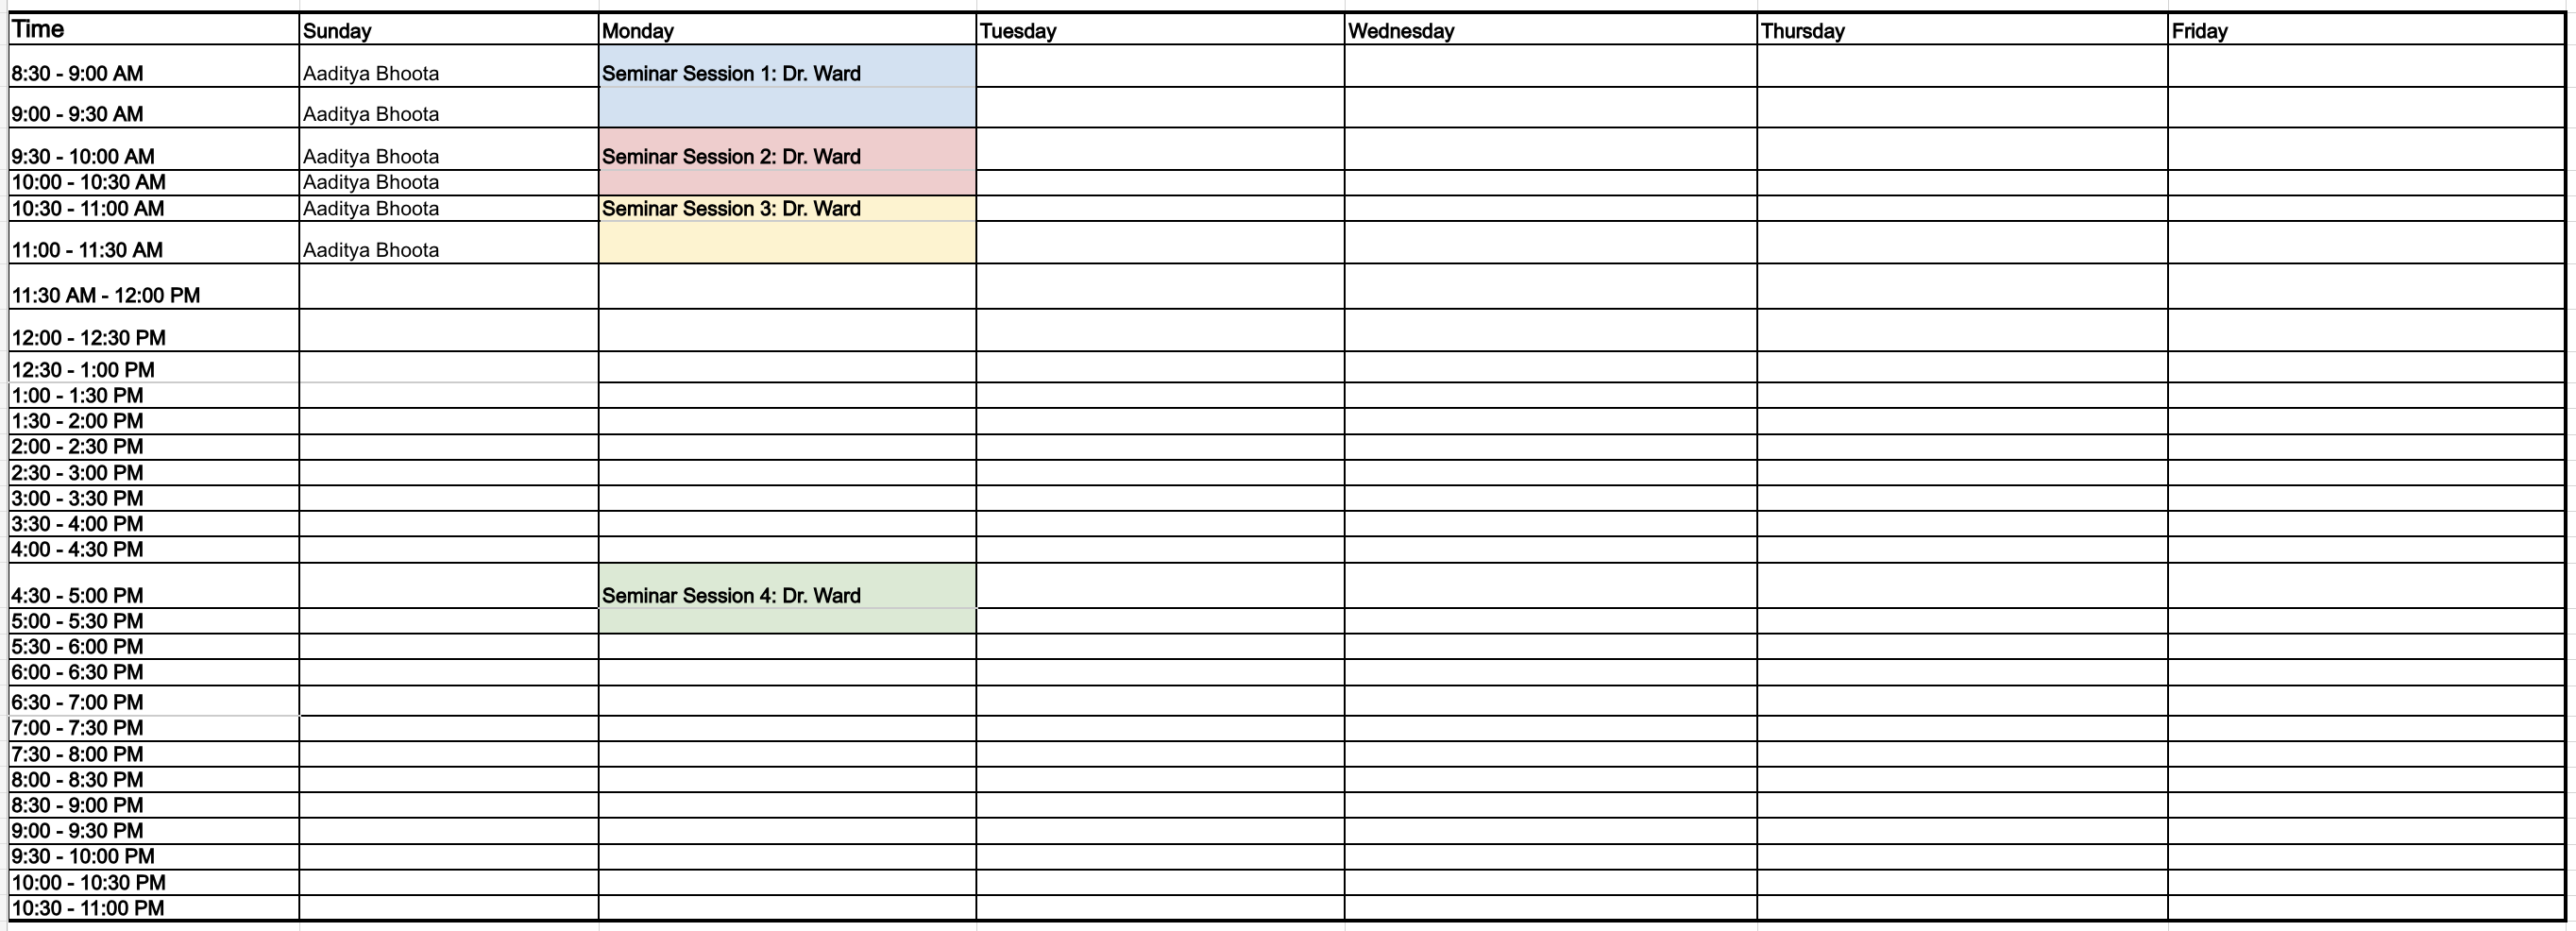 Time Sunday Monday Tuesday Wednesday Thursday Friday
8:30 - 9:00 AM Aaditya Bhoota Seminar Session 1: Dr. Ward
9:00 - 9:30 AM Aaditya Bhoota
9:30 - 10:00 AM Aaditya Bhoota Seminar Session 2: Dr. Ward
10:00 - 10:30 AM Aaditya Bhoota
10:30 - 11:00 AM Aaditya Bhoota Seminar Session 3: Dr. Ward
11:00 - 11:30 AM Aaditya Bhoota
11:30 AM - 12:00 PM
12:00 - 12:30 PM
12:30 - 1:00 PM
1:00 - 1:30 PM
1:30 - 2:00 PM
2:00 - 2:30 PM
2:30 - 3:00 PM
3:00 - 3:30 PM
3:30 - 4:00 PM
4:00 - 4:30 PM
4:30 - 5:00 PM Seminar Session 4: Dr. Ward
5:00 - 5:30 PM
5:30 - 6:00 PM
6:00 - 6:30 PM
6:30 - 7:00 PM
7:00 - 7:30 PM
7:30 - 8:00 PM
8:00 - 8:30 PM
8:30 - 9:00 PM
9:00 - 9:30 PM
9:30 - 10:00 PM
10:00 - 10:30 PM
10:30 - 11:00 PM